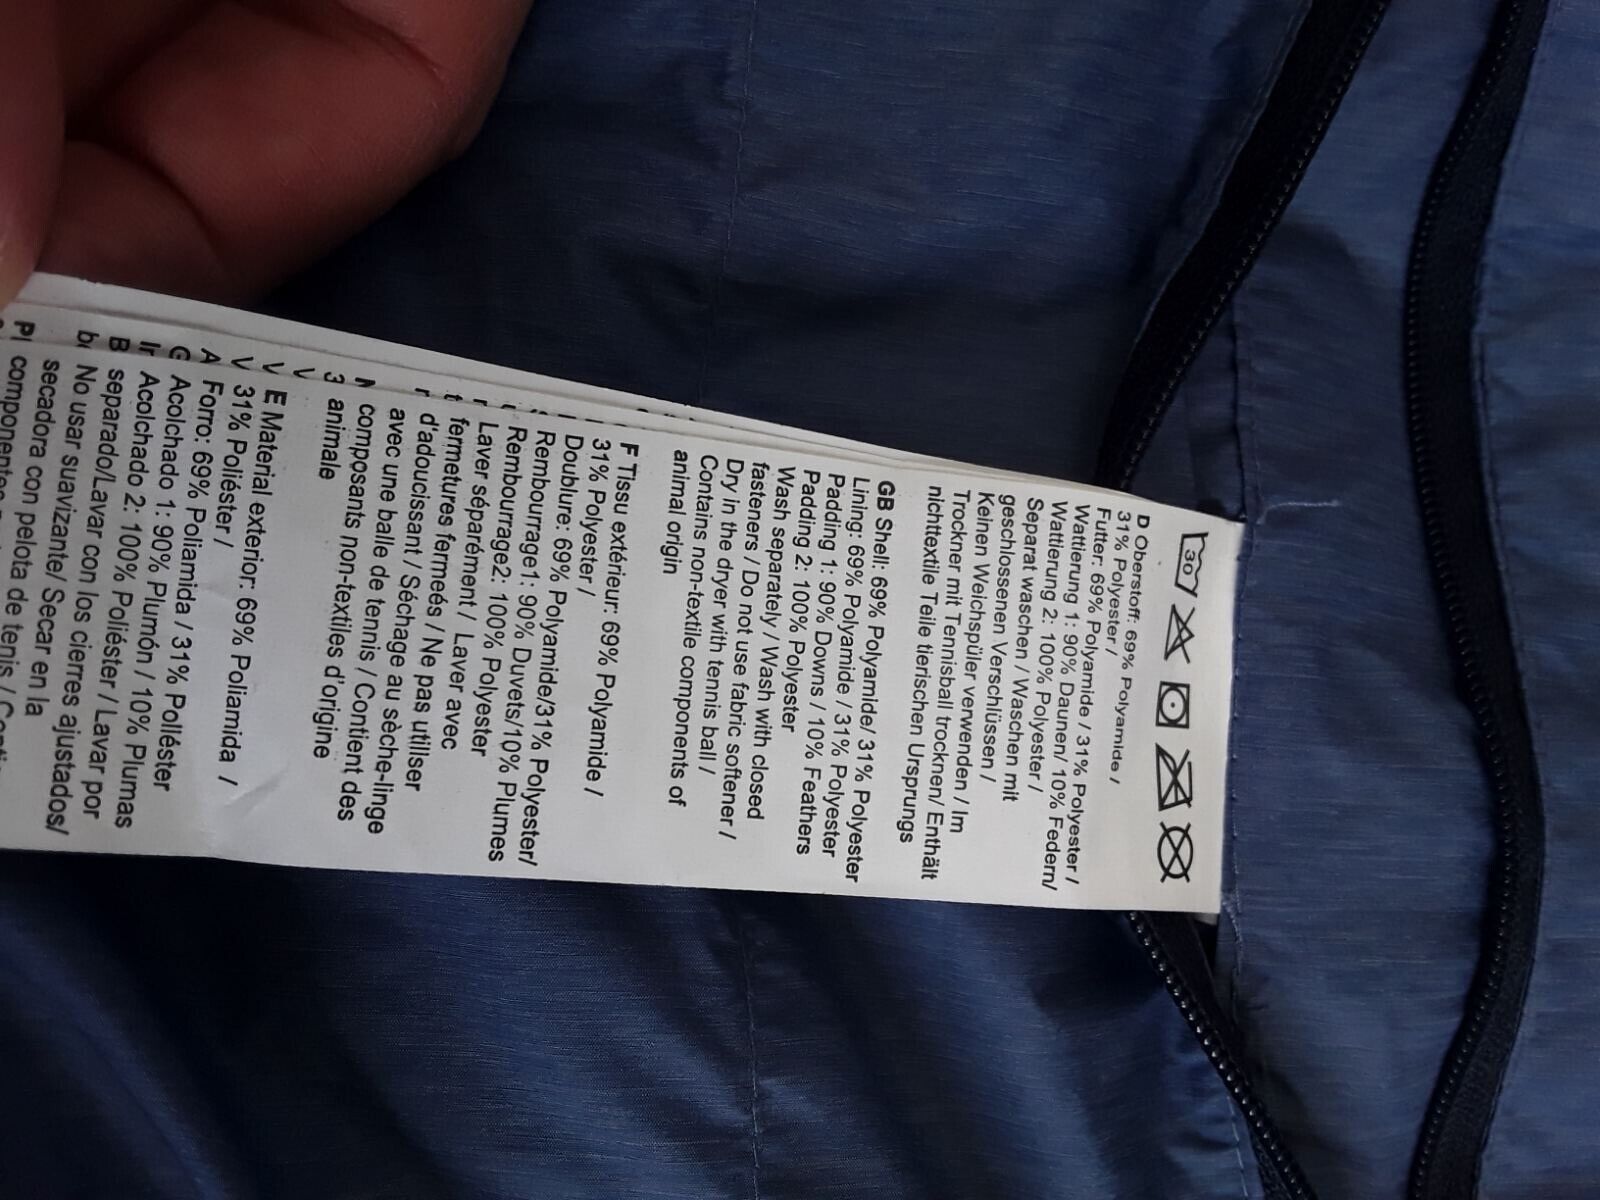 30
D Oberstoff: 69% Polyamide /
31% Polyester /
Futter: 69% Polyamide / 31% Polyester /
Wattierung 1: 90% Daunen/ 10% Federn/
Wattierung 2: 100% Polyester /
Separat waschen / Waschen mit
geschlossenen Verschlüssen /
Keinen Weichspüler verwenden / Im
Trockner mit Tennisball trocknen/ Enthält
nichttextile Teile tierischen Ursprungs
GB Shell: 69% Polyamide/ 31% Polyester
Lining: 69% Polyamide / 31% Polyester
Padding 1: 90% Downs / 10% Feathers
Padding 2: 100% Polyester
Wash separately / Wash with closed
fasteners / Do not use fabric softener /
Dry in the dryer with tennis ball /
Contains non-textile components of
animal origin
F Tissu extérieur: 69% Polyamide /
31% Polyester /
Doublure: 69% Polyamide/31% Polyester/
Rembourrage1: 90% Duvets/10% Plumes
Rembourrage2: 100% Polyester
Laver séparément / Laver avec
fermetures fermeés / Ne pas utiliser
d'adoucissant / Séchage au sèche-linge
avec une balle de tennis / Contient des
composants non-textiles d'origine
animale
E Material exterior: 69% Poliamida /
31% Poliéster /
Forro: 69% Poliamida / 31% Poliéster
Acolchado 1: 90% Plumón / 10% Plumas
Acolchado 2: 100% Poliéster / Lavar por
separado/Lavar con los cierres ajustados/
No usar suavizante/ Secar en la
secadora con pelota de tenis /
componentes